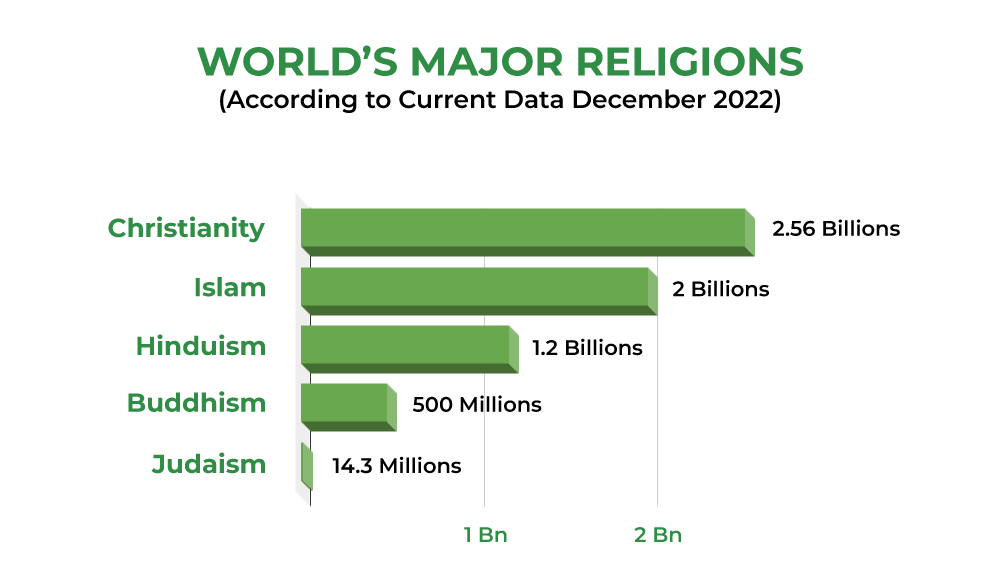 WORLD’S MAJOR RELIGIONS
(According to Current Data December 2022)
Christianity 2.56 Billions
Islam 2 Billions
Hinduism 1.2 Billions
Buddhism 500 Millions
Judaism 14.3 Millions
1 Bn 2 Bn